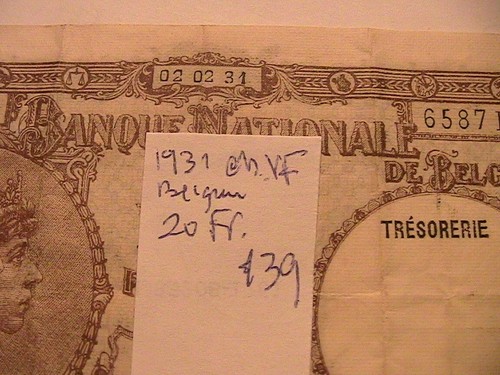 02 02 31
6587
BANQUE NATIONALE
DE BELG
TRÉSORERIE
1931 Ch. VF
Belgium
20 Fr.
$39